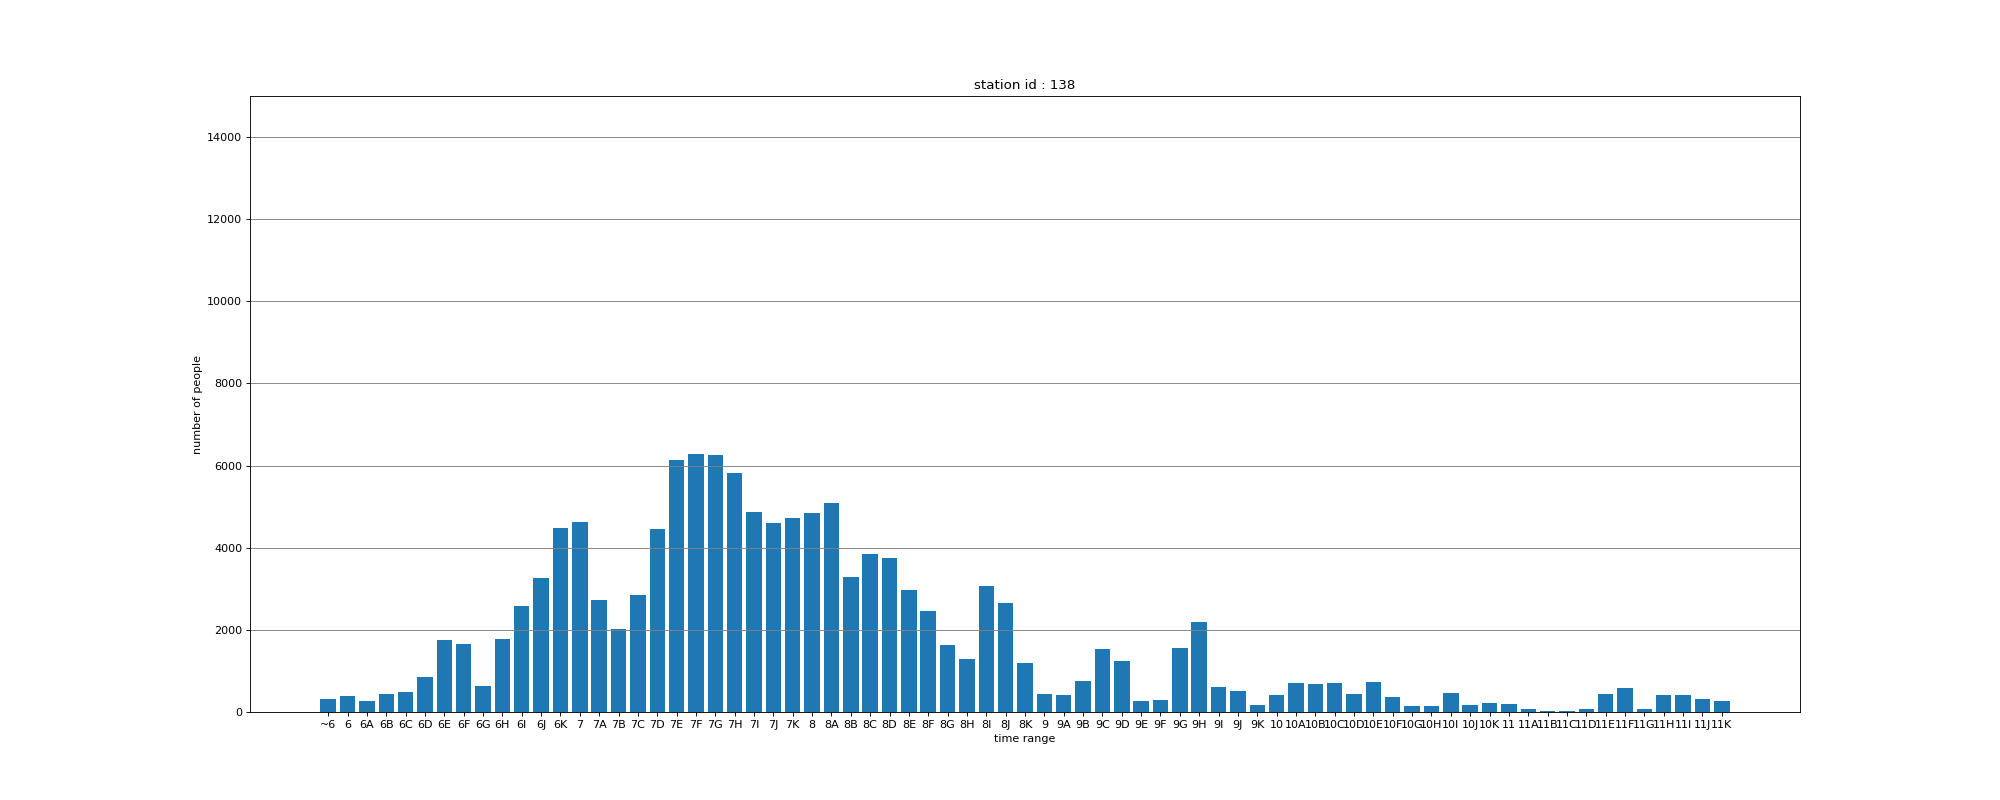 station id : 138
14000
12000
10000
8000
6000
4000
2000
0
number of people
~6 6 6A 6B 6C 6D 6E 6F 6G 6H 6I 6J 6K 7 7A 7B 7C 7D 7E 7F 7G 7H 7I 7J 7K 8 8A 8B 8C 8D 8E 8F 8G 8H 8I 8J 8K 9 9A 9B 9C 9D 9E 9F 9G 9H 9I 9J 9K 10 10A 10B 10C 10D 10E 10F 10G 10H 10I 10J 10K 11 11A 11B 11C 11D 11E 11F 11G 11H 11I 11J 11K
time range